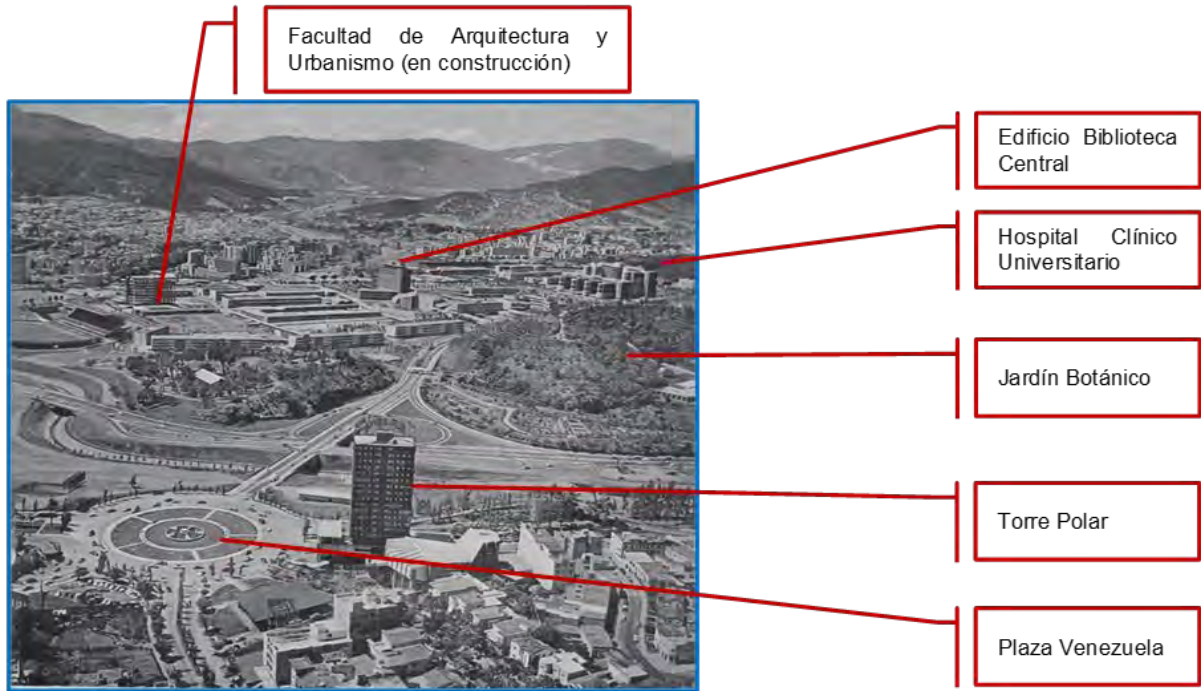 Facultad de Arquitectura y
Urbanismo (en construcción)
Edificio Biblioteca
Central
Hospital Clínico
Universitario
Jardín Botánico
Torre Polar
Plaza Venezuela